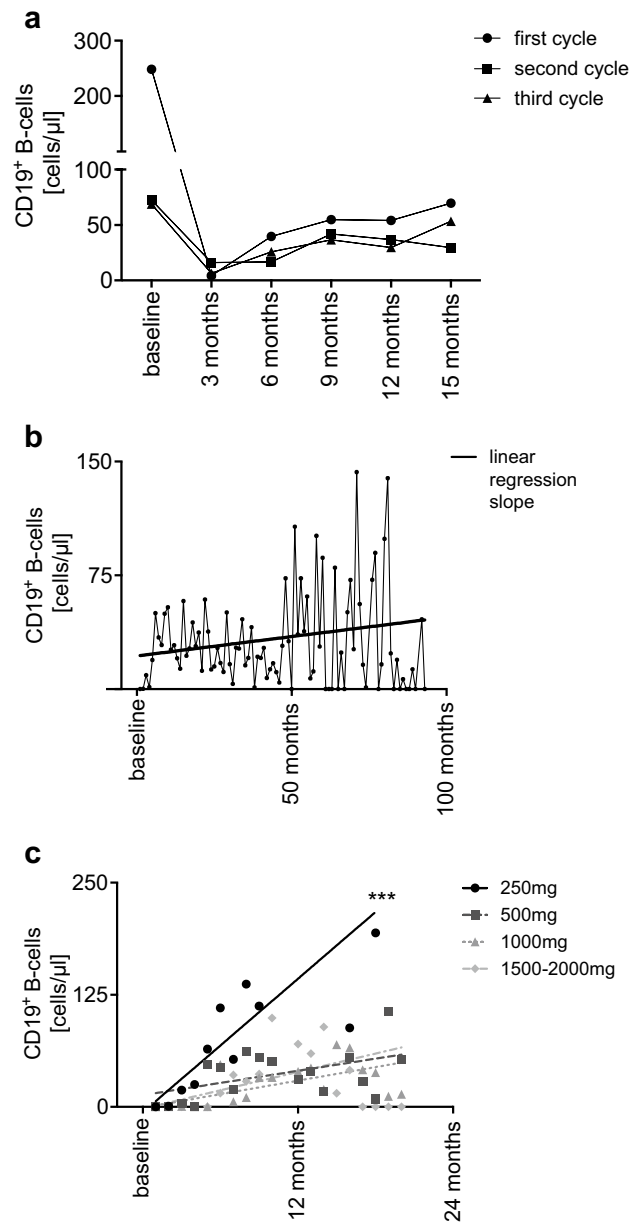 a
300
200
100
50
0
CD19⁺ B-cells
[cells/µl]
first cycle
second cycle
third cycle
baseline
3 months
6 months
9 months
12 months
15 months
b
150
75
CD19⁺ B-cells
[cells/µl]
linear
regression
slope
baseline
50 months
100 months
c
250
125
0
CD19⁺ B-cells
[cells/µl]
***
250mg
500mg
1000mg
1500-2000mg
baseline
12 months
24 months